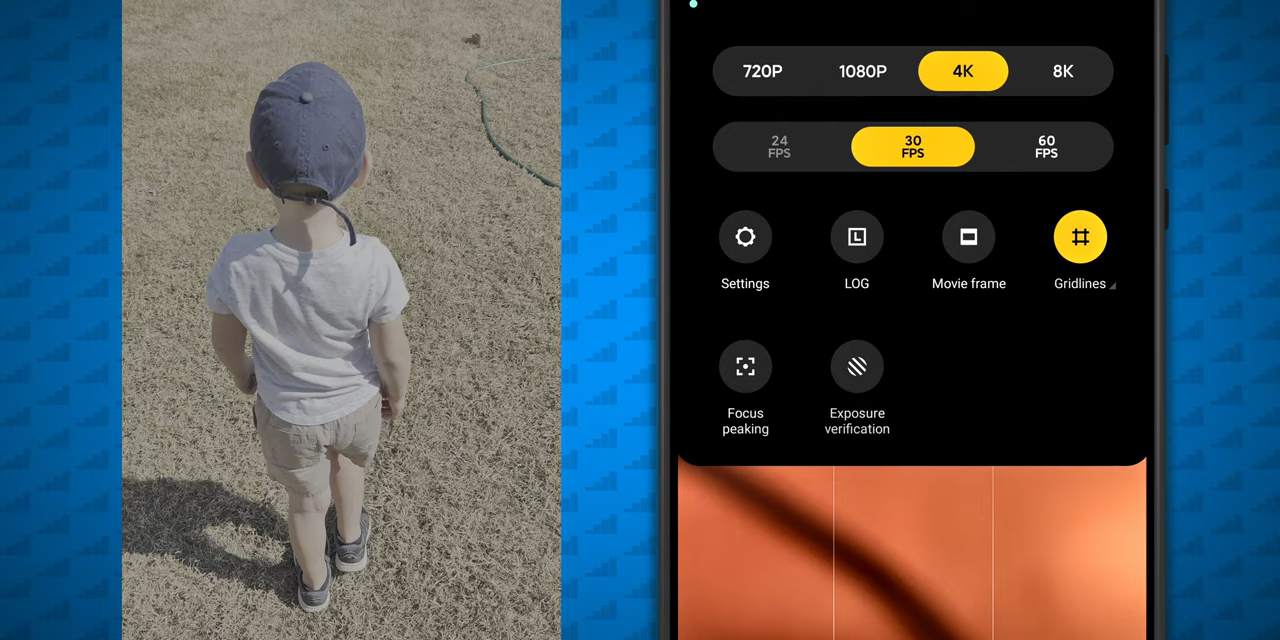 720P 1080P 4K 8K
24 FPS 30 FPS 60 FPS
Settings LOG Movie frame Gridlines
Focus peaking Exposure verification